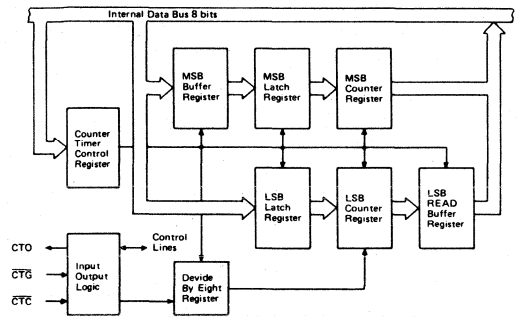 Internal Data Bus 8 bits
MSB
Buffer
Register
MSB
Latch
Register
MSB
Counter
Register
Counter
Timer
Control
Register
LSB
Latch
Register
LSB
Counter
Register
LSB
READ
Buffer
Register
CTO
CTG
CTC
Input
Output
Logic
Control
Lines
Devide
By Eight
Register